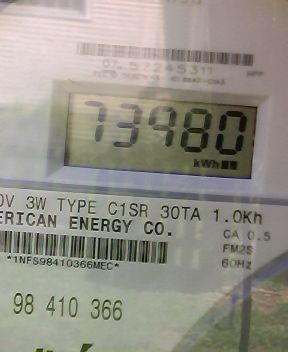 73980
kWh
0V 3W TYPE C1SR 30TA 1.0Kh
ERICAN ENERGY CO.
CA 0.5
FM2S
*1NFS98410366MEC*
60Hz
98 410 366